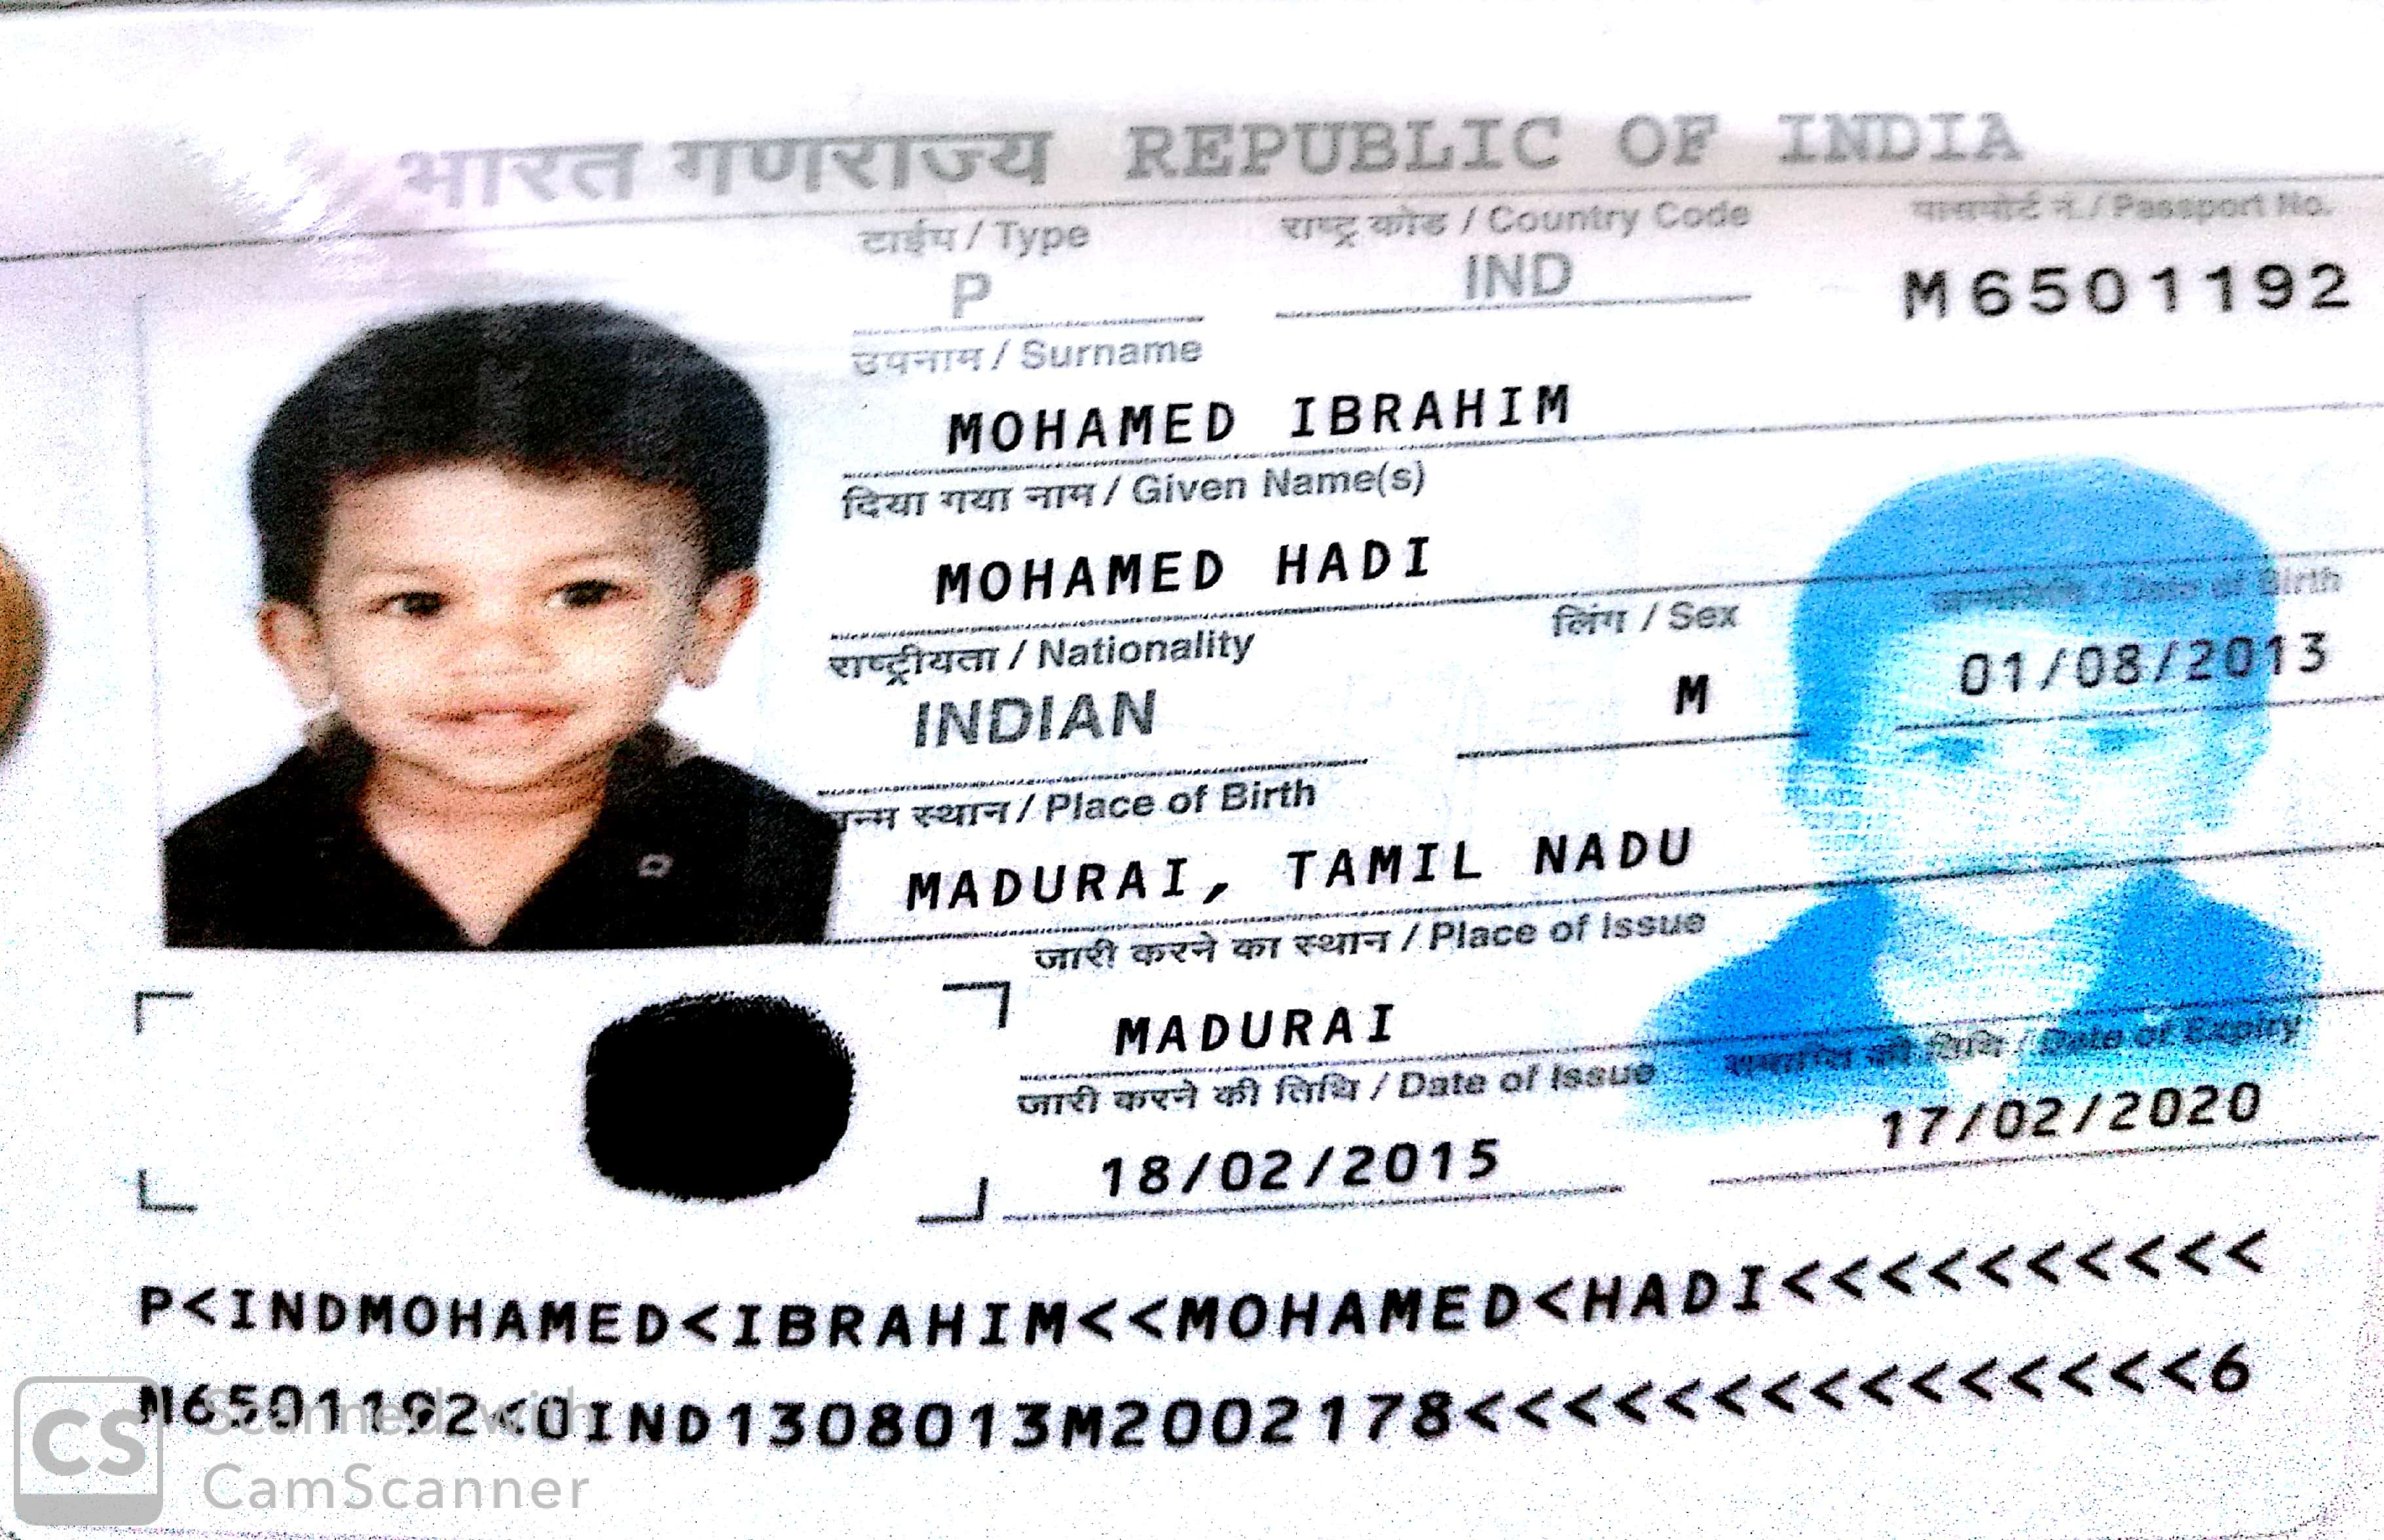 भारत गणराज्य REPUBLIC OF INDIA
टाईप / Type राष्ट्र कोड / Country Code पासपोर्ट नं. / Passport No.
P IND M6501192
उपनाम / Surname
MOHAMED IBRAHIM
दिया गया नाम / Given Name(s)
MOHAMED HADI
राष्ट्रीयता / Nationality लिंग / Sex जन्मतिथि / Date of Birth
INDIAN M 01/08/2013
जन्म स्थान / Place of Birth
MADURAI, TAMIL NADU
जारी करने का स्थान / Place of Issue
MADURAI
जारी करने की तिथि / Date of Issue समाप्ति की तिथि / Date of Expiry
18/02/2015 17/02/2020
P<INDMOHAMED<IBRAHIM<<MOHAMED<HADI<<<<<<<<<<
M6501192<0IND1308013M2002178<<<<<<<<<<<<<<<6
CS Scanned with
CamScanner